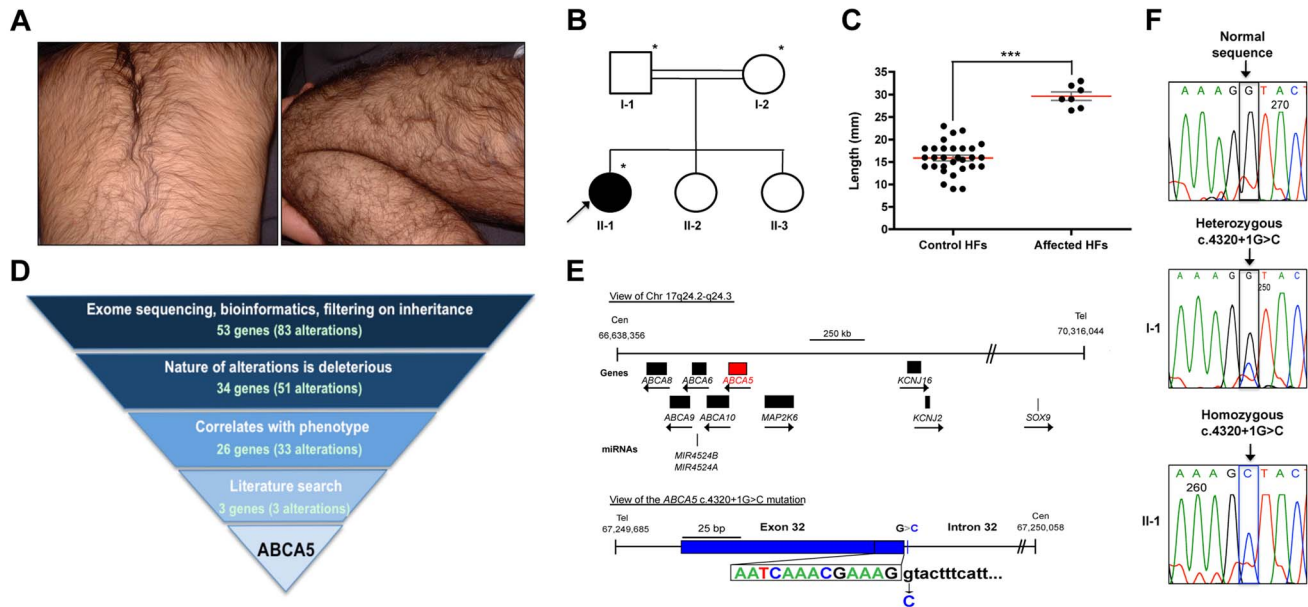 A
B
*
*
I-1
I-2
*
II-1
II-2
II-3
C
***
35
30
25
20
15
10
5
0
Length (mm)
Control HFs
Affected HFs
D
Exome sequencing, bioinformatics, filtering on inheritance
53 genes (83 alterations)
Nature of alterations is deleterious
34 genes (51 alterations)
Correlates with phenotype
26 genes (33 alterations)
Literature search
3 genes (3 alterations)
ABCA5
E
View of Chr 17q24.2-q24.3
Cen
Tel
66,638,356
250 kb
70,316,044
Genes
ABCA8
ABCA6
ABCA5
KCNJ16
ABCA9
ABCA10
MAP2K6
KCNJ2
SOX9
miRNAs
MIR4524B
MIR4524A
View of the ABCA5 c.4320+1G>C mutation
Tel
Cen
67,249,685
25 bp
Exon 32
G>C
Intron 32
67,250,058
AATCAAACGAAAG gtactttcatt...
C
F
Normal
sequence
A A A G G T A C T
270
Heterozygous
c.4320+1G>C
A A A G G T A C
250
I-1
Homozygous
c.4320+1G>C
A A A G C T A C T
260
II-1